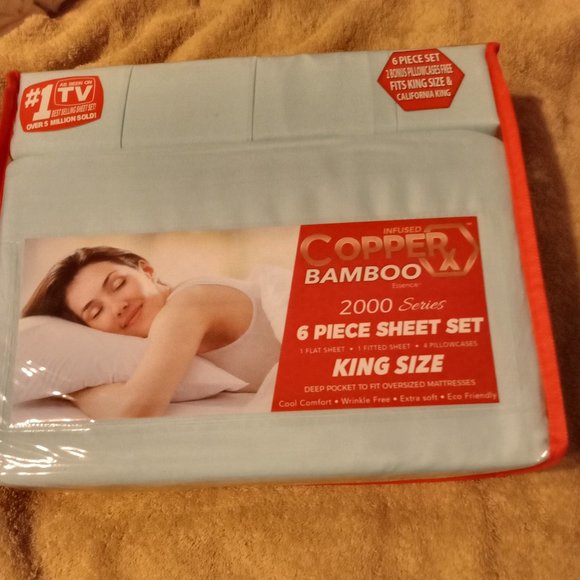 #1
AS SEEN ON
TV
BEST SELLING SHEET SET!
OVER 5 MILLION SOLD!
6 PIECE SET
2 BONUS PILLOWCASES FREE
FITS KING SIZE &
CALIFORNIA KING
INFUSED
COPPER X
BAMBOO
Essence
2000 Series
6 PIECE SHEET SET
1 FLAT SHEET • 1 FITTED SHEET • 4 PILLOWCASES
KING SIZE
DEEP POCKET TO FIT OVERSIZED MATTRESSES
Cool Comfort • Wrinkle Free • Extra soft • Eco Friendly